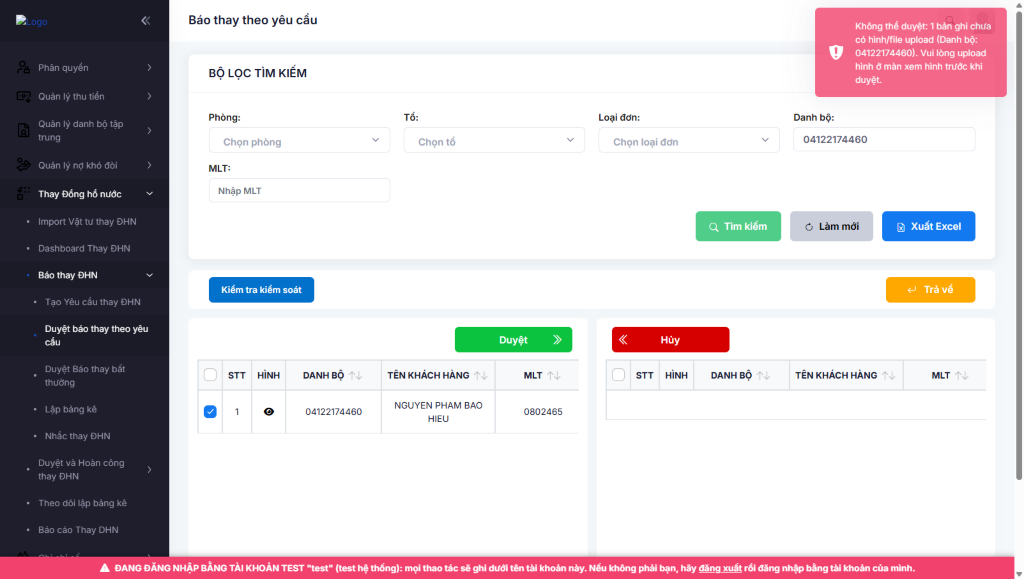 Logo
Phân quyền
Quản lý thu tiền
Quản lý danh bộ tập
trung
Quản lý nợ khó đòi
Thay Đồng hồ nước
Import Vật tư thay ĐHN
Dashboard Thay ĐHN
Báo thay ĐHN
Tạo Yêu cầu thay ĐHN
Duyệt báo thay theo yêu
cầu
Duyệt Báo thay bất
thường
Lập bảng kê
Nhắc thay ĐHN
Duyệt và Hoàn công
thay ĐHN
Theo dõi lập bảng kê
Báo cáo Thay DHN
Báo thay theo yêu cầu
Không thể duyệt: 1 bản ghi chưa
có hình/file upload (Danh bộ:
04122174460). Vui lòng upload
hình ở màn xem hình trước khi
duyệt.
BỘ LỌC TÌM KIẾM
Phòng: Tổ: Loại đơn: Danh bộ:
Chọn phòng Chọn tổ Chọn loại đơn 04122174460
MLT:
Nhập MLT
Tìm kiếm Làm mới Xuất Excel
Kiểm tra kiểm soát Trả về
Duyệt Hủy
STT HÌNH DANH BỘ TÊN KHÁCH HÀNG MLT STT HÌNH DANH BỘ TÊN KHÁCH HÀNG MLT
1 04122174460 NGUYEN PHAM BAO HIEU 0802465
ĐANG ĐĂNG NHẬP BẰNG TÀI KHOẢN TEST "test" (test hệ thống): mọi thao tác sẽ ghi dưới tên tài khoản này. Nếu không phải bạn, hãy đăng xuất rồi đăng nhập bằng tài khoản của mình.